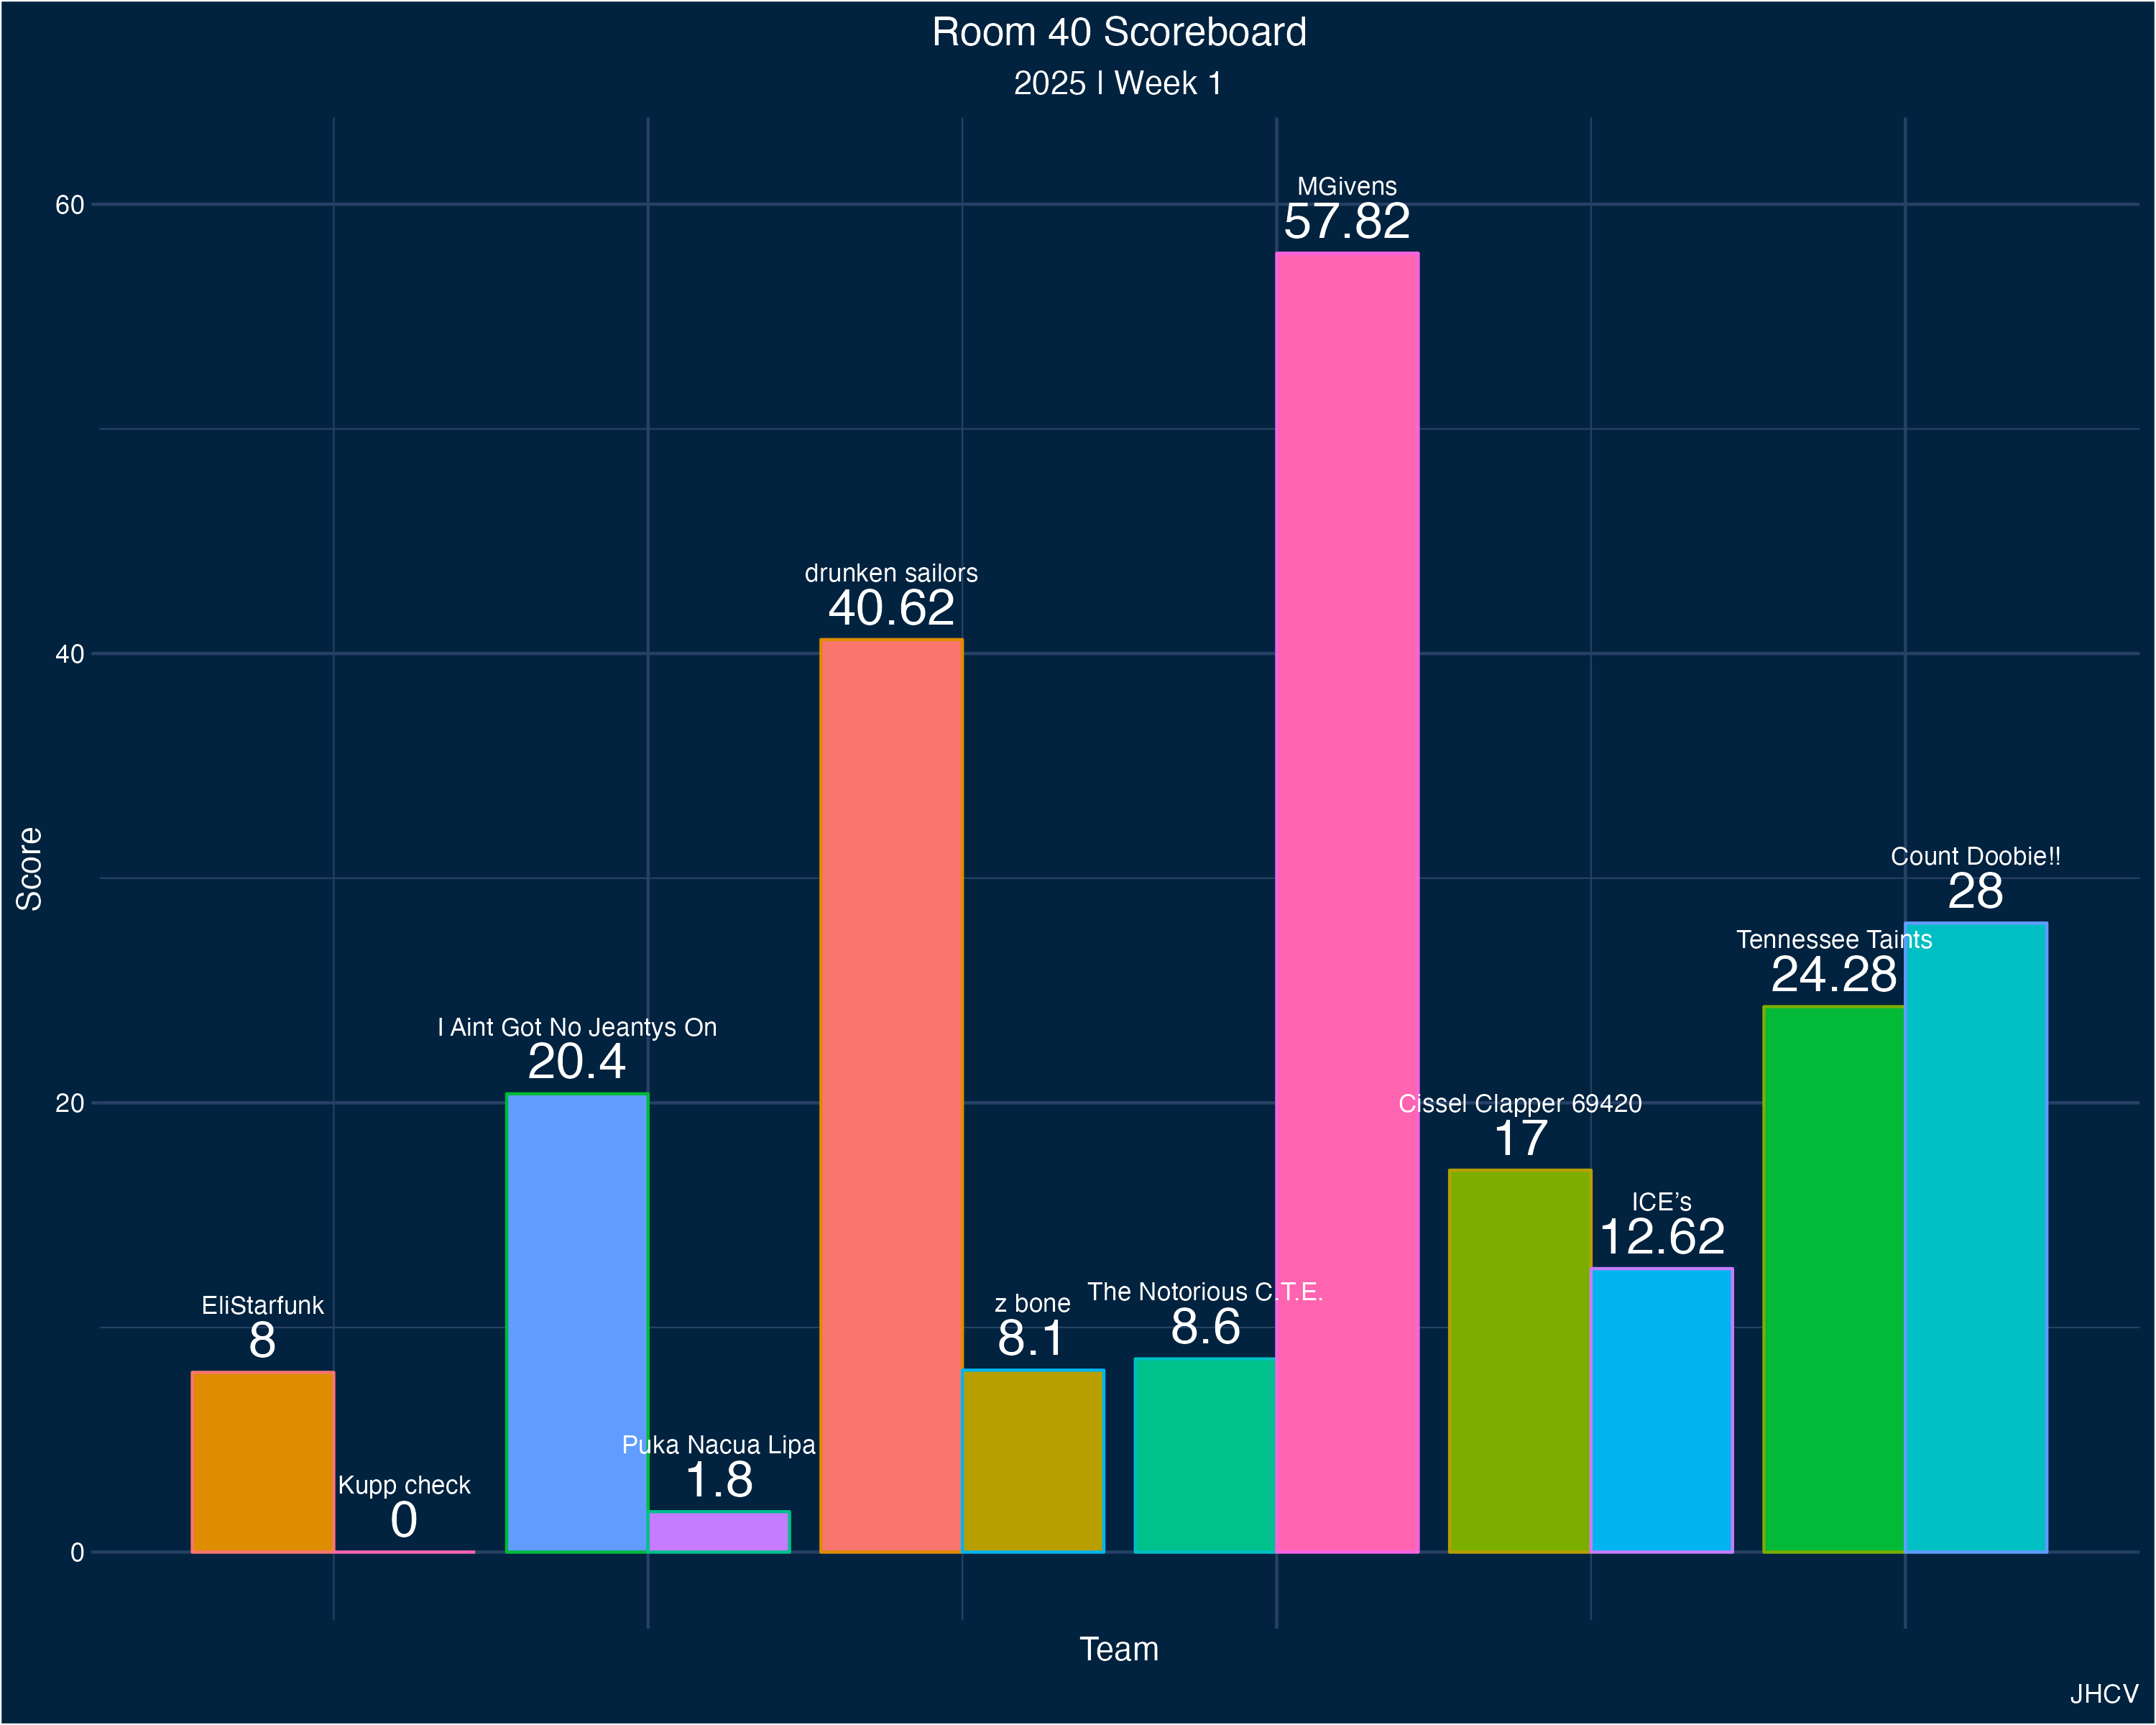 Room 40 Scoreboard
2025 | Week 1
60
40
20
0
Score
EliStarfunk
8
Kupp check
0
I Aint Got No Jeantys On
20.4
Puka Nacua Lipa
1.8
drunken sailors
40.62
z bone
8.1
The Notorious C.T.E.
8.6
MGivens
57.82
Cissel Clapper 69420
17
ICE’s
12.62
Tennessee Taints
24.28
Count Doobie!!
28
Team
JHCV